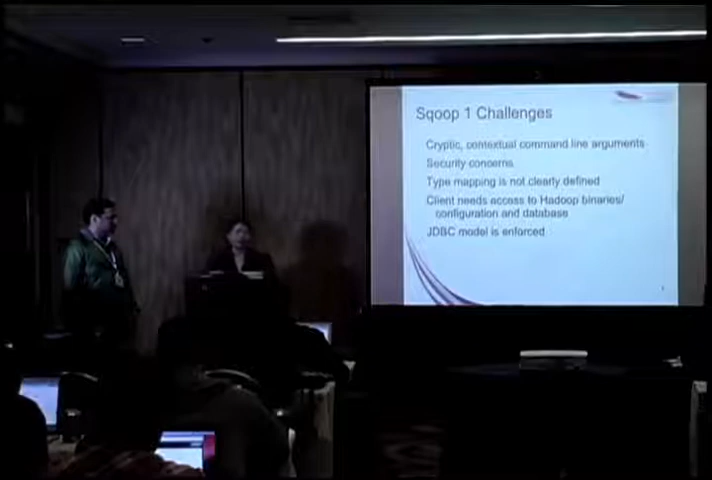 Sqoop 1 Challenges
Cryptic, contextual command line arguments
Security concerns
Type mapping is not clearly defined
Client needs access to Hadoop binaries/
configuration and database
JDBC model is enforced